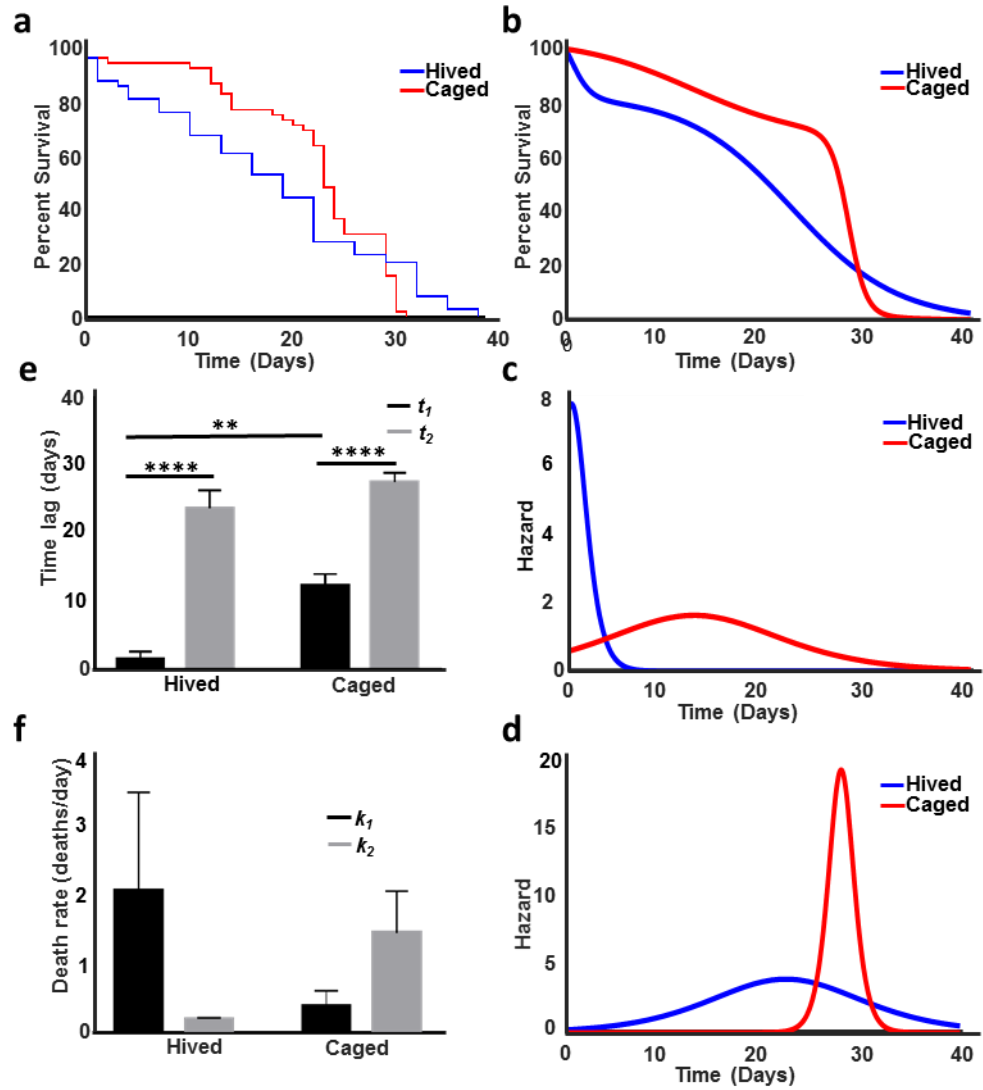 a
100
80
60
40
20
0
Percent Survival
Hived
Caged
0 10 20 30 40
Time (Days)
b
100
80
60
40
20
0
Percent Survival
Hived
Caged
0 10 20 30 40
0
Time (Days)
e
40
30
20
10
0
Time lag (days)
t1
t2
**
**** ****
Hived Caged
c
8
6
4
2
0
Hazard
Hived
Caged
0 10 20 30 40
Time (Days)
f
4
3
2
1
0
Death rate (deaths/day)
k1
k2
Hived Caged
d
20
15
10
5
0
Hazard
Hived
Caged
0 10 20 30 40
Time (Days)